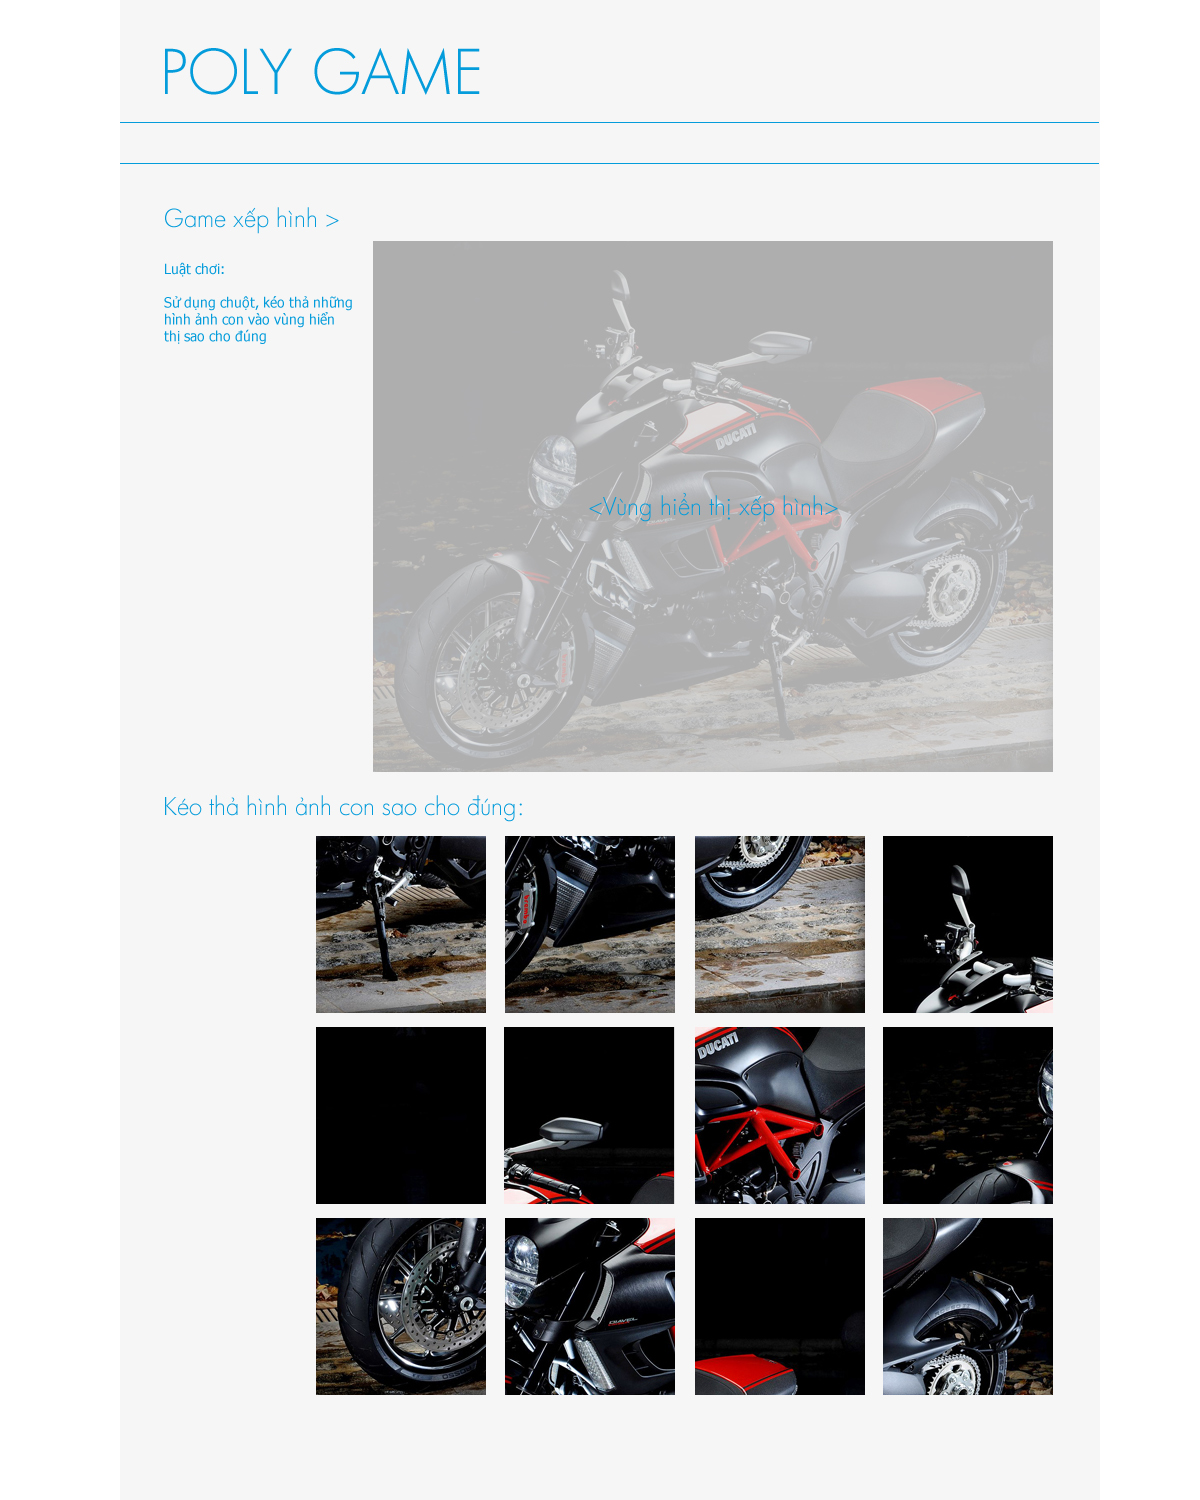 POLY GAME
Game xếp hình >
Luật chơi:
Sử dụng chuột, kéo thả những
hình ảnh con vào vùng hiển
thị sao cho đúng
DUCATI
<Vùng hiển thị xếp hình>
Kéo thả hình ảnh con sao cho đúng:
brembo
DUCATI
DIAVEL